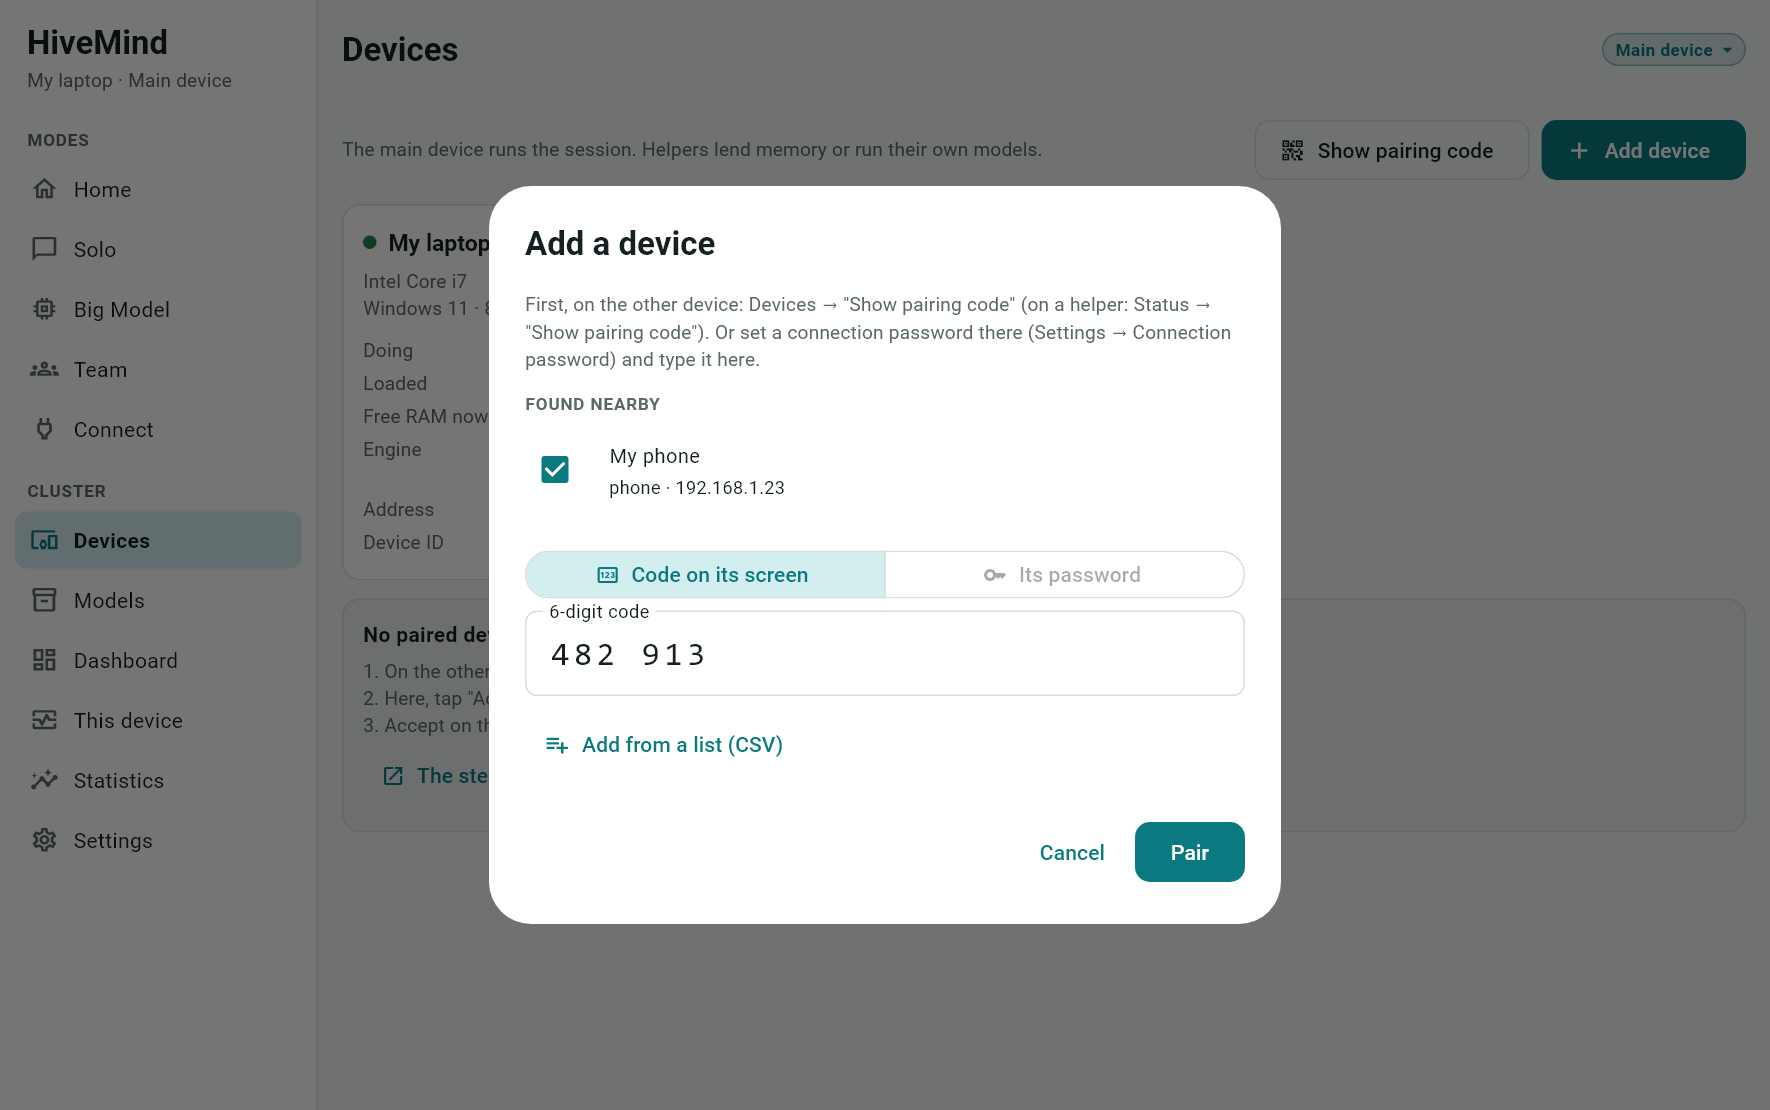 HiveMind
My laptop · Main device
MODES
Home
Solo
Big Model
Team
Connect
CLUSTER
Devices
Models
Dashboard
This device
Statistics
Settings
Devices
Main device
The main device runs the session. Helpers lend memory or run their own models.
Show pairing code
Add device
My laptop
Intel Core i7
Windows 11 ·
Doing
Loaded
Free RAM now
Engine
Address
Device ID
No paired
1. On the other
2. Here, tap
3. Accept on
The
Add a device
First, on the other device: Devices → "Show pairing code" (on a helper: Status →
"Show pairing code"). Or set a connection password there (Settings → Connection
password) and type it here.
FOUND NEARBY
My phone
phone · 192.168.1.23
Code on its screen
Its password
6-digit code
482 913
Add from a list (CSV)
Cancel
Pair